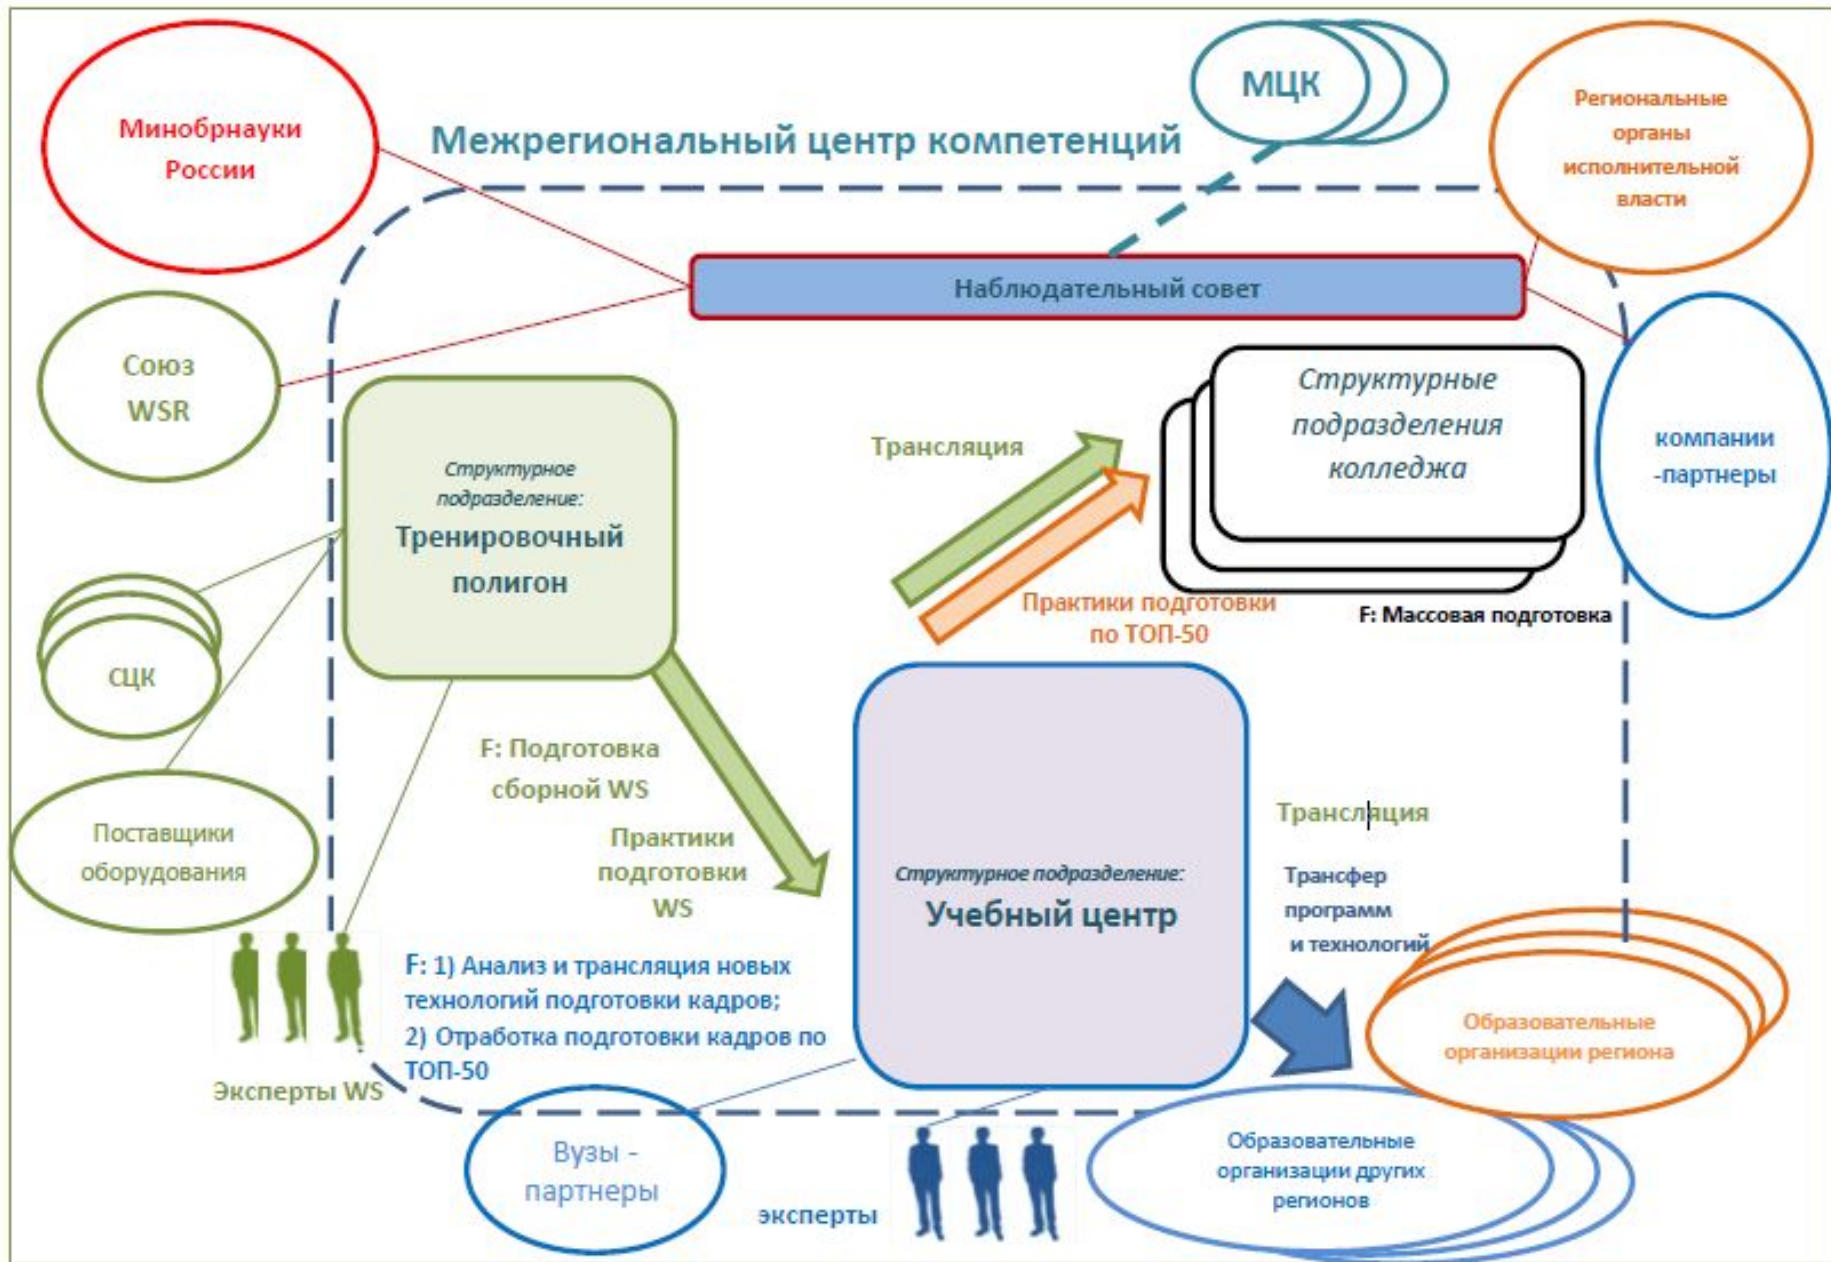 МЦК
Минобрнауки
России
Межрегиональный центр компетенций
Региональные
органы
исполнительной
власти
Наблюдательный совет
Союз
WSR
Структурные
подразделения
колледжа
компании
-партнеры
Трансляция
Структурное
подразделение:
Тренировочный
полигон
Практики подготовки
по ТОП-50
F: Массовая подготовка
СЦК
F: Подготовка
сборной WS
Поставщики
оборудования
Практики
подготовки
WS
Структурное подразделение:
Учебный центр
Трансляция
Трансфер
программ
и технологий
F: 1) Анализ и трансляция новых
технологий подготовки кадров;
2) Отработка подготовки кадров по
ТОП-50
Эксперты WS
Образовательные
организации региона
Вузы -
партнеры
эксперты
Образовательные
организации других
регионов